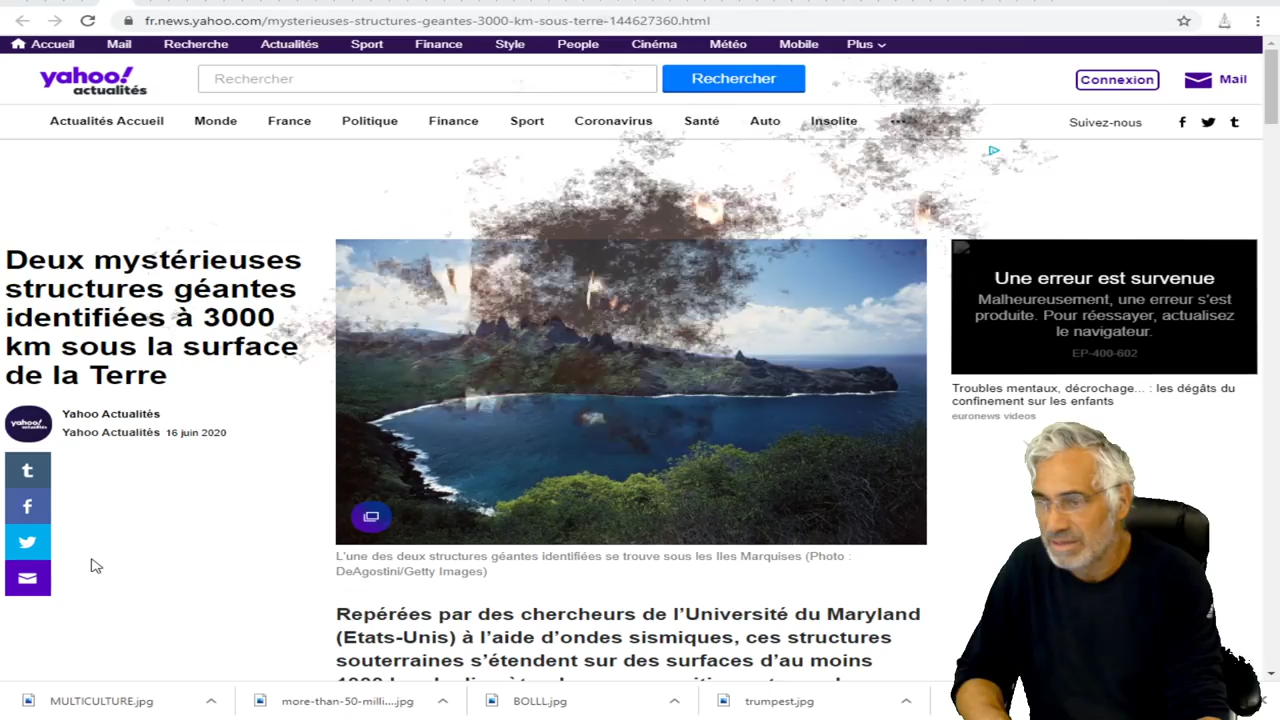 fr.news.yahoo.com/mysterieuses-structures-geantes-3000-km-sous-terre-144627360.html
Accueil Mail Recherche Actualités Sport Finance Style People Cinéma Météo Mobile Plus
yahoo! actualités
Rechercher
Rechercher
Connexion
Mail
Actualités Accueil Monde France Politique Finance Sport Coronavirus Santé Auto Insolite ...
Suivez-nous
Deux mystérieuses
structures géantes
identifiées à 3000
km sous la surface
de la Terre
yahoo!
Yahoo Actualités
Yahoo Actualités 16 juin 2020
L'une des deux structures géantes identifiées se trouve sous les Iles Marquises (Photo :
DeAgostini/Getty Images)
Repérées par des chercheurs de l'Université du Maryland
(Etats-Unis) à l'aide d'ondes sismiques, ces structures
souterraines s'étendent sur des surfaces d'au moins
Une erreur est survenue
Malheureusement, une erreur s'est
produite. Pour réessayer, actualisez
le navigateur.
EP-400-602
Troubles mentaux, décrochage... : les dégâts du
confinement sur les enfants
euronews videos
MULTICULTURE.jpg
more-than-50-milli....jpg
BOLLL.jpg
trumpest.jpg